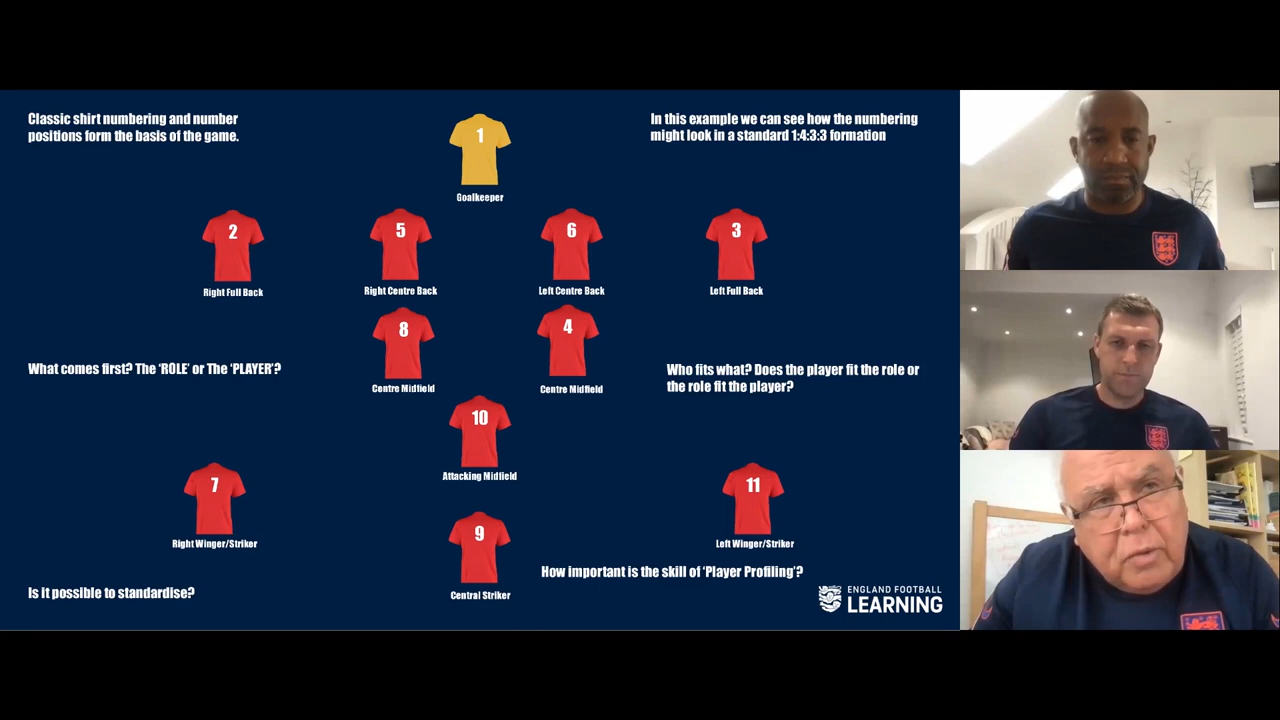 Classic shirt numbering and number
positions form the basis of the game.
In this example we can see how the numbering
might look in a standard 1:4:3:3 formation
1
Goalkeeper
2
5
6
3
Right Full Back
Right Centre Back
Left Centre Back
Left Full Back
8
4
Centre Midfield
Centre Midfield
What comes first? The ‘ROLE’ or The ‘PLAYER’?
Who fits what? Does the player fit the role or
the role fit the player?
10
Attacking Midfield
7
11
Right Winger/Striker
Left Winger/Striker
9
Central Striker
How important is the skill of ‘Player Profiling’?
Is it possible to standardise?
ENGLAND FOOTBALL
LEARNING